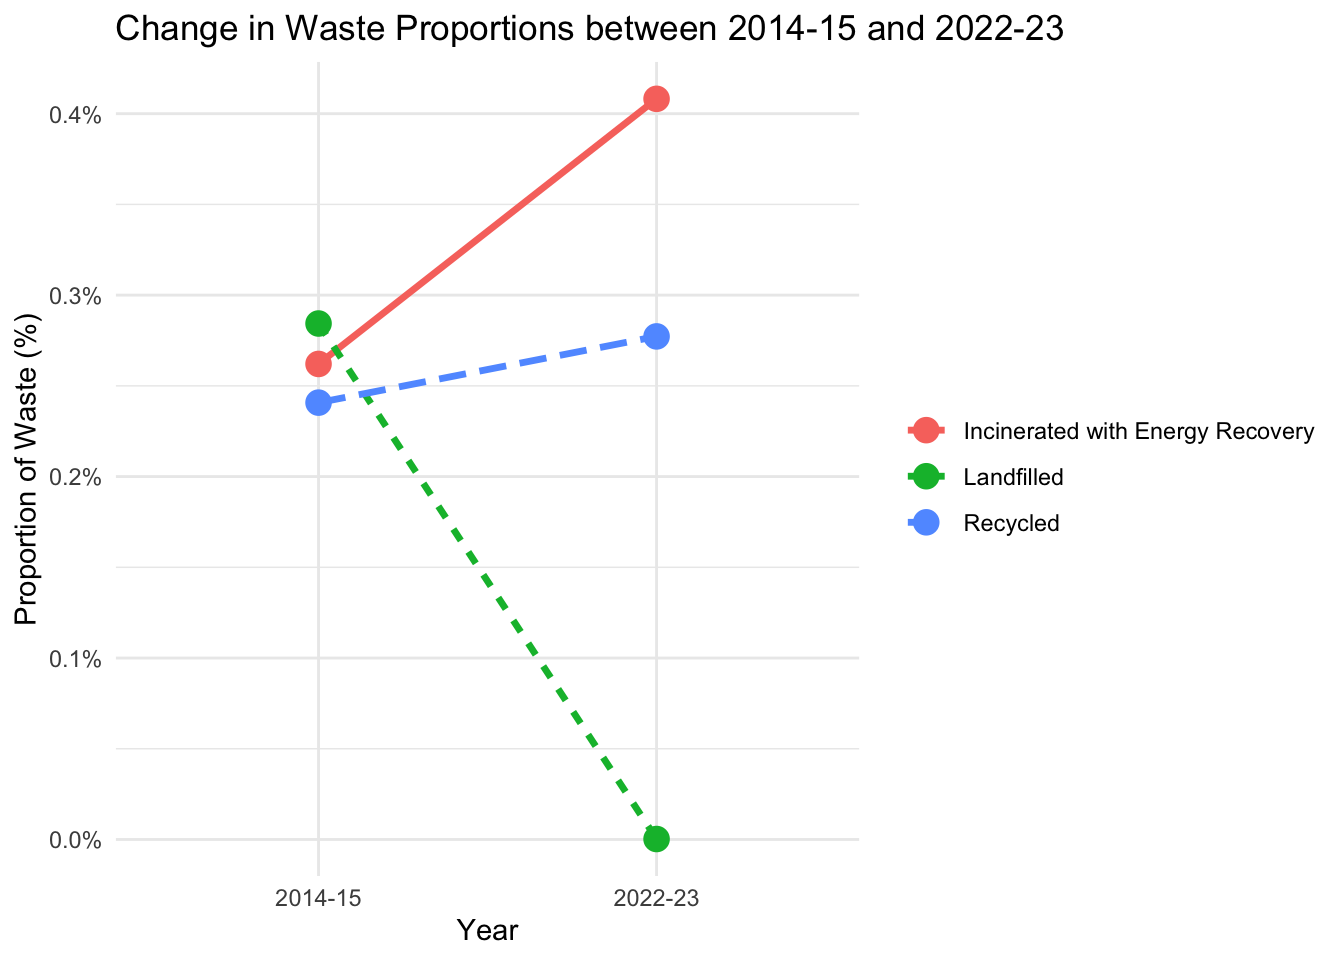 Change in Waste Proportions between 2014-15 and 2022-23
0.4%
0.3%
0.2%
0.1%
0.0%
Proportion of Waste (%)
2014-15
2022-23
Year
Incinerated with Energy Recovery
Landfilled
Recycled